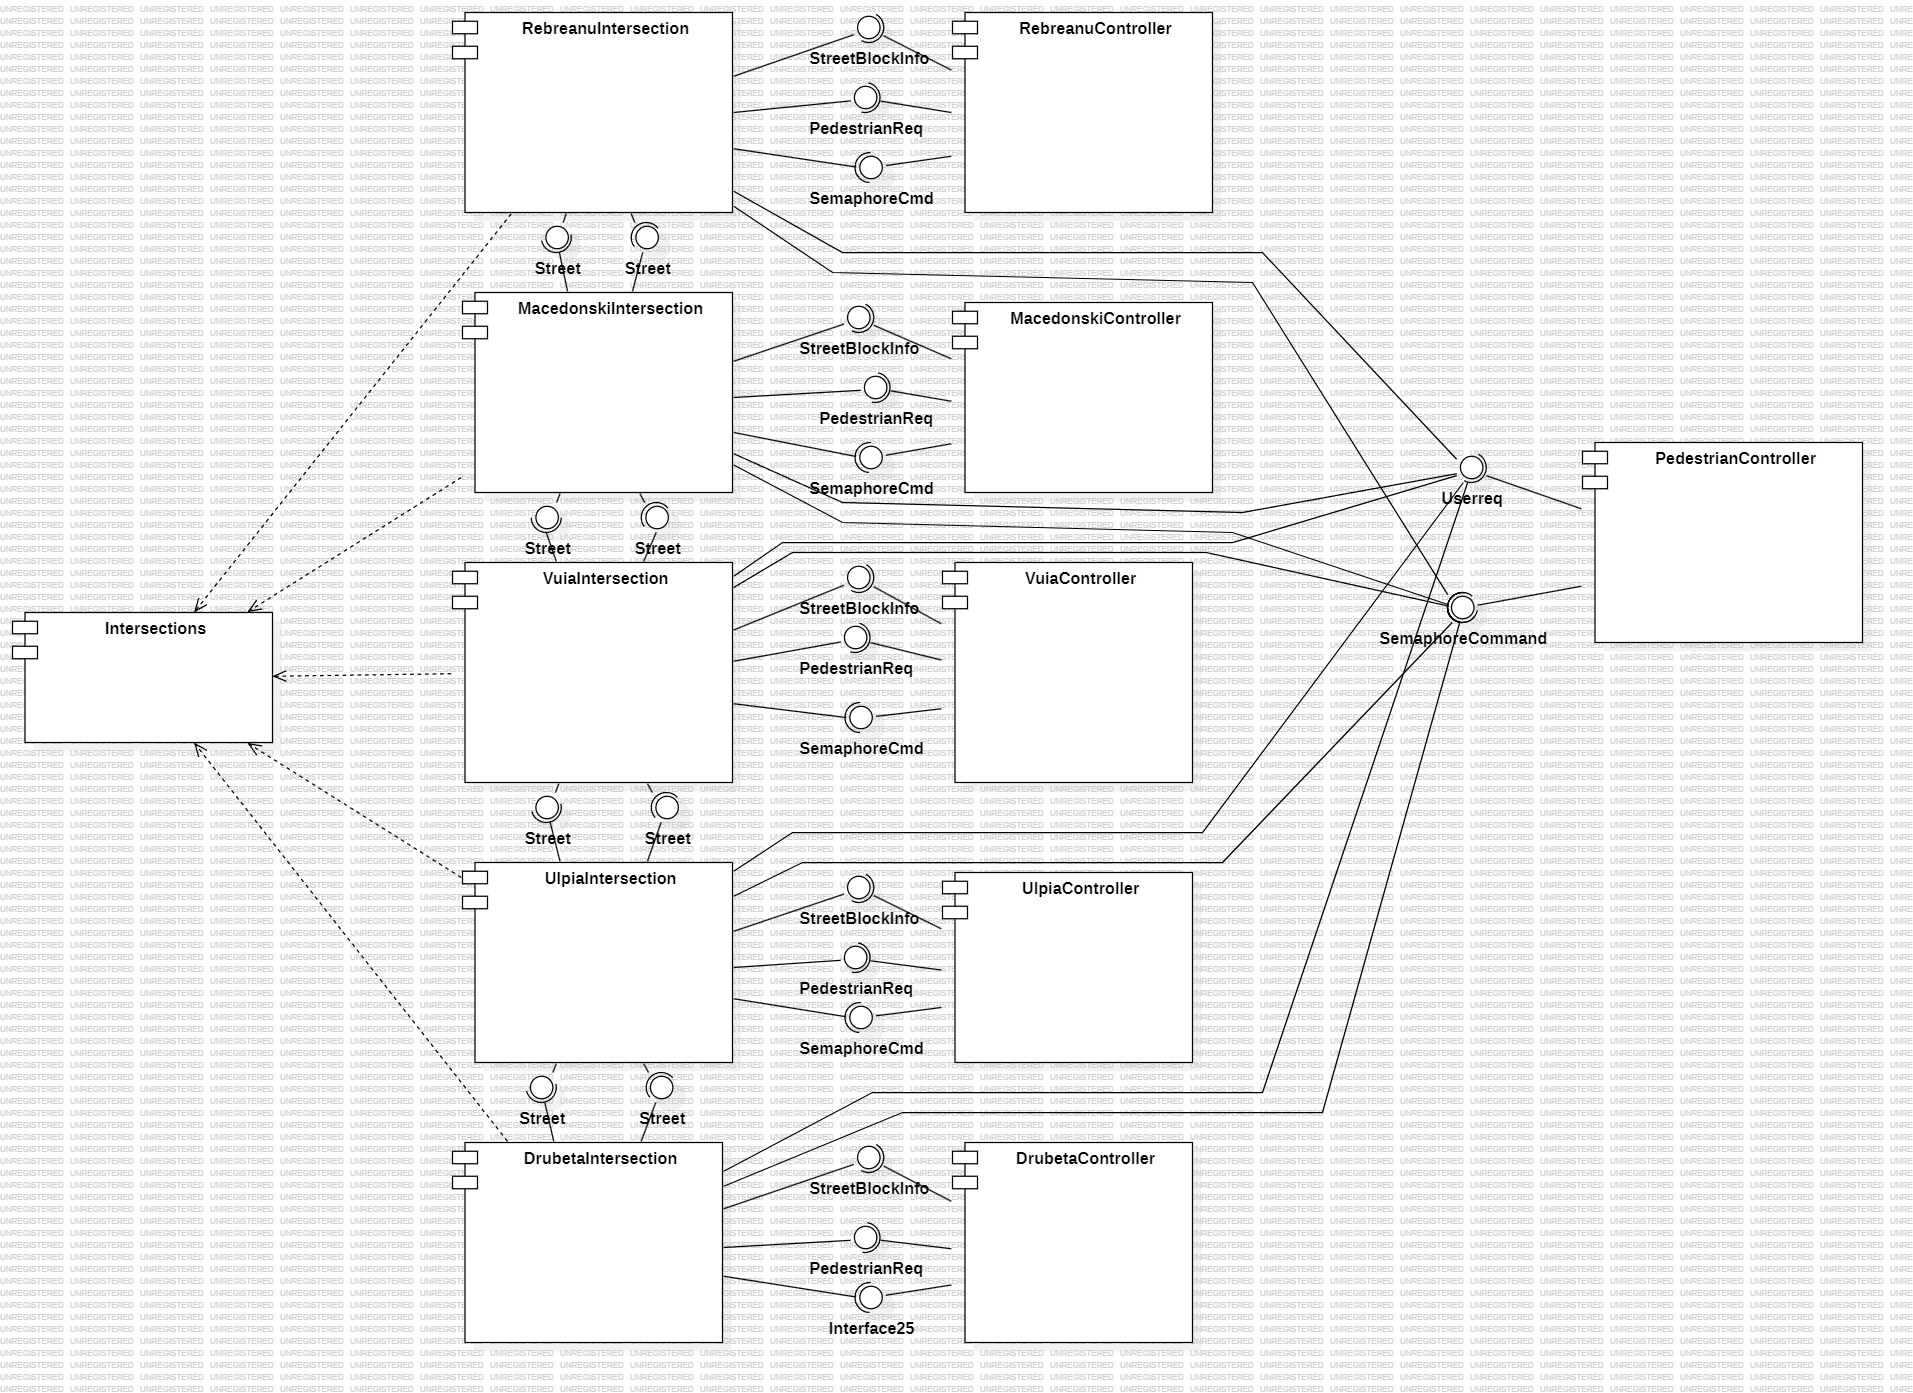 RebreanuIntersection
StreetBlockInfo
RebreanuController
PedestrianReq
SemaphoreCmd
Street
Street
MacedonskiIntersection
StreetBlockInfo
MacedonskiController
PedestrianReq
SemaphoreCmd
Userreq
PedestrianController
Street
Street
VuiaIntersection
StreetBlockInfo
VuiaController
PedestrianReq
SemaphoreCommand
Intersections
SemaphoreCmd
Street
Street
UlpiaIntersection
StreetBlockInfo
UlpiaController
PedestrianReq
SemaphoreCmd
Street
Street
DrubetaIntersection
StreetBlockInfo
DrubetaController
PedestrianReq
Interface25
UNREGISTERED